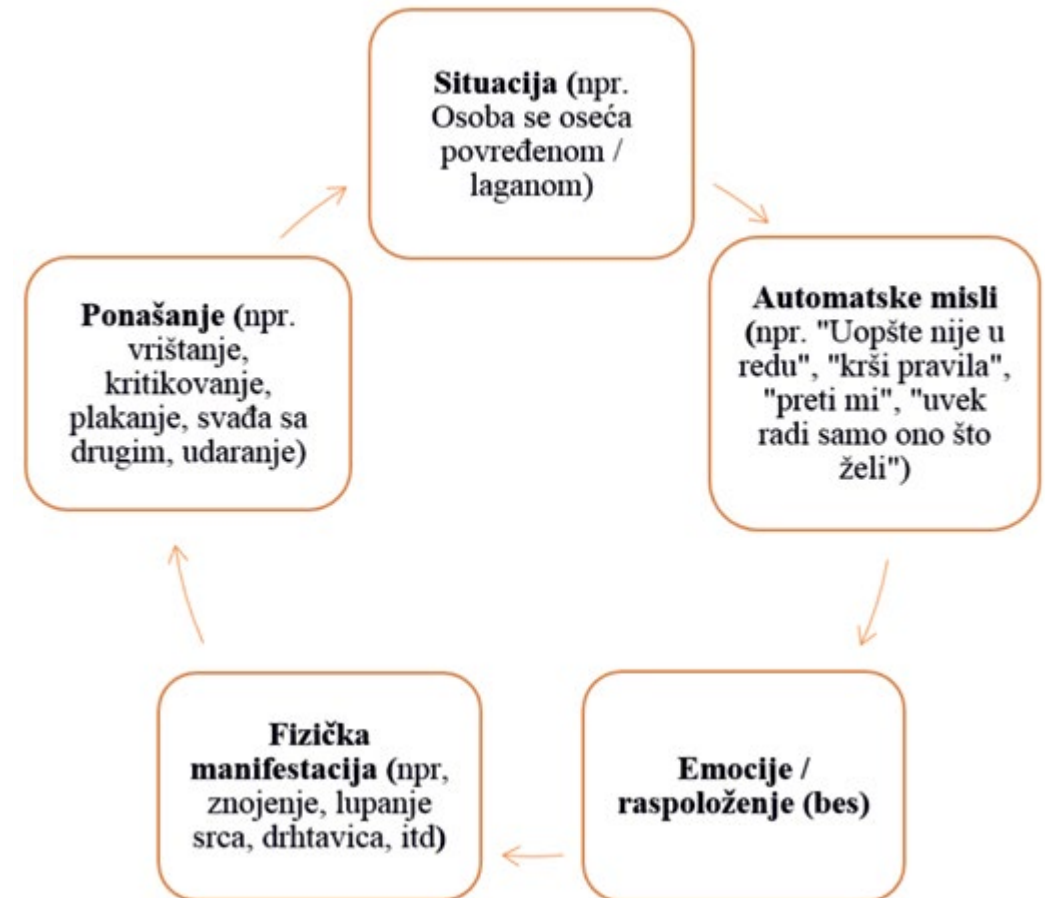 Situacija (npr.
Osoba se oseća
povređenom /
laganom)
Automatske misli
(npr. "Uopšte nije u
redu", "krši pravila",
"preti mi", "uvek
radi samo ono što
želi")
Emocije /
raspoloženje (bes)
Fizička
manifestacija (npr,
znojenje, lupanje
srca, drhtavica, itd)
Ponašanje (npr.
vrištanje,
kritikovanje,
plakanje, svađa sa
drugim, udaranje)